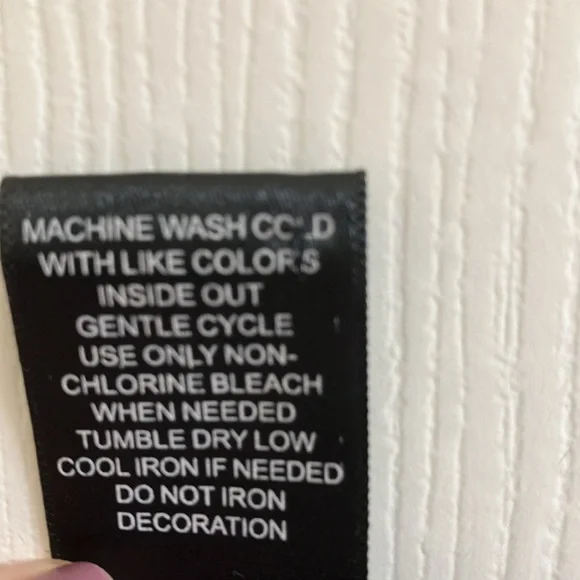 MACHINE WASH COLD
WITH LIKE COLORS
INSIDE OUT
GENTLE CYCLE
USE ONLY NON-
CHLORINE BLEACH
WHEN NEEDED
TUMBLE DRY LOW
COOL IRON IF NEEDED
DO NOT IRON
DECORATION